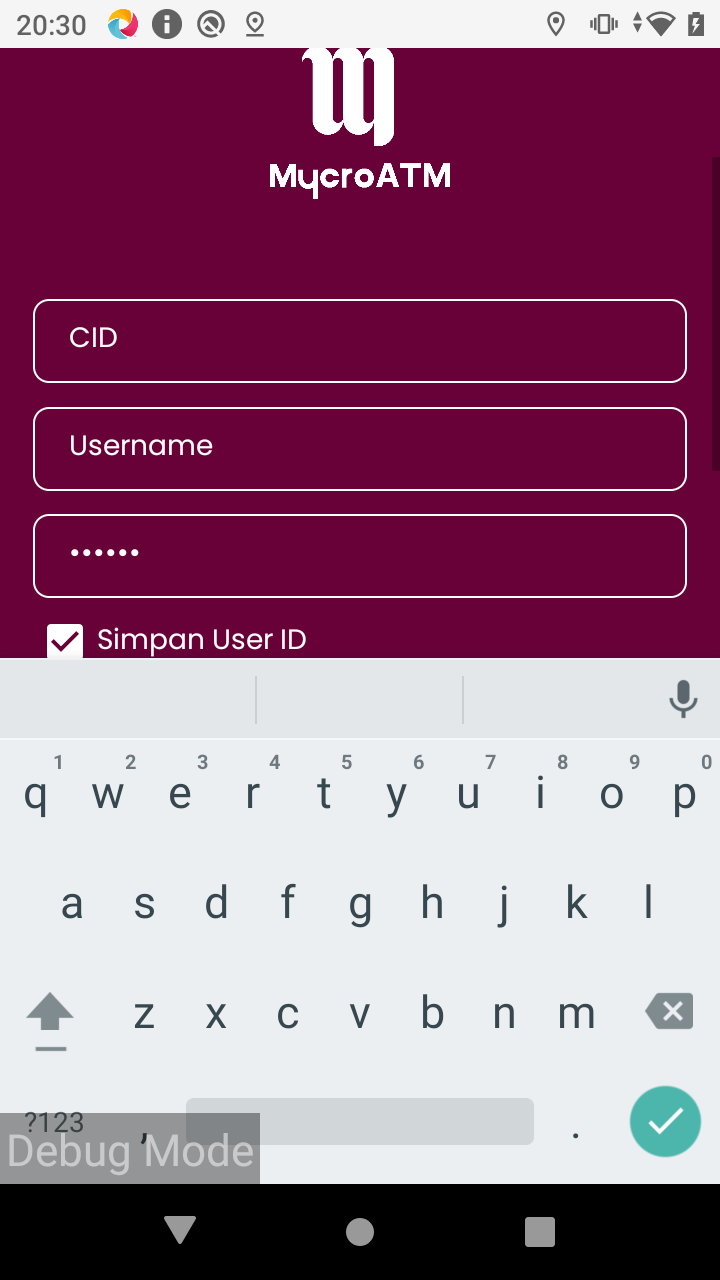 20:30
MycroATM
CID
Username
••••••
Simpan User ID
1 2 3 4 5 6 7 8 9 0
q w e r t y u i o p
a s d f g h j k l
z x c v b n m
?123 , .
Debug Mode